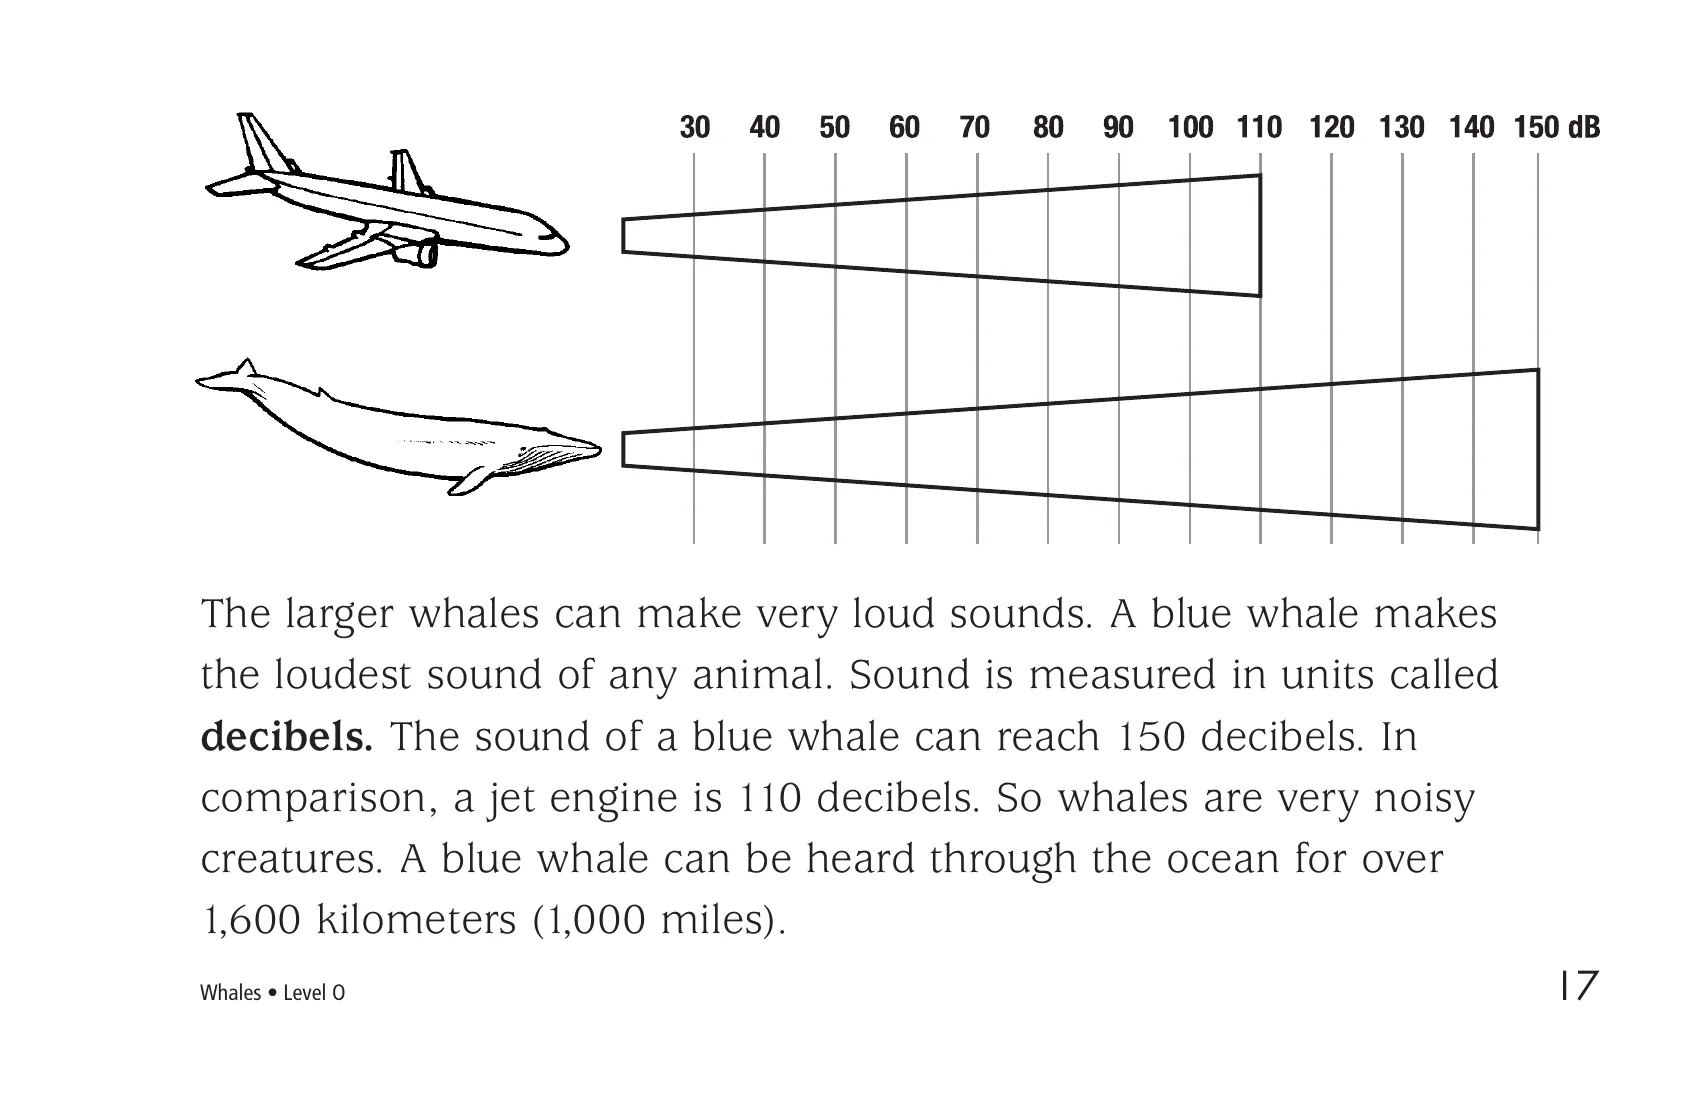 30 40 50 60 70 80 90 100 110 120 130 140 150 dB
The larger whales can make very loud sounds. A blue whale makes
the loudest sound of any animal. Sound is measured in units called
decibels. The sound of a blue whale can reach 150 decibels. In
comparison, a jet engine is 110 decibels. So whales are very noisy
creatures. A blue whale can be heard through the ocean for over
1,600 kilometers (1,000 miles).
Whales • Level O
17